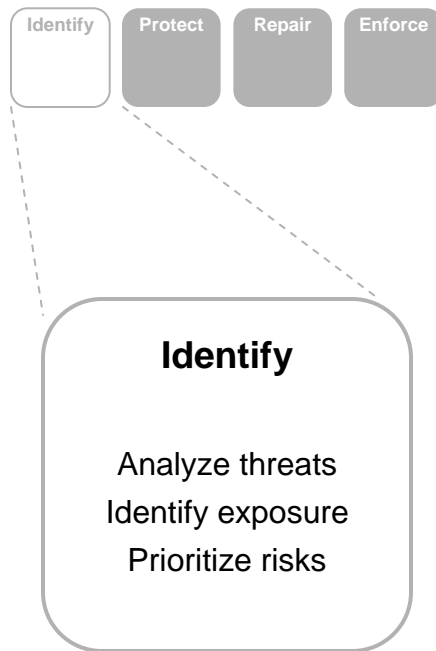 Identify Protect Repair Enforce
Identify
Analyze threats
Identify exposure
Prioritize risks